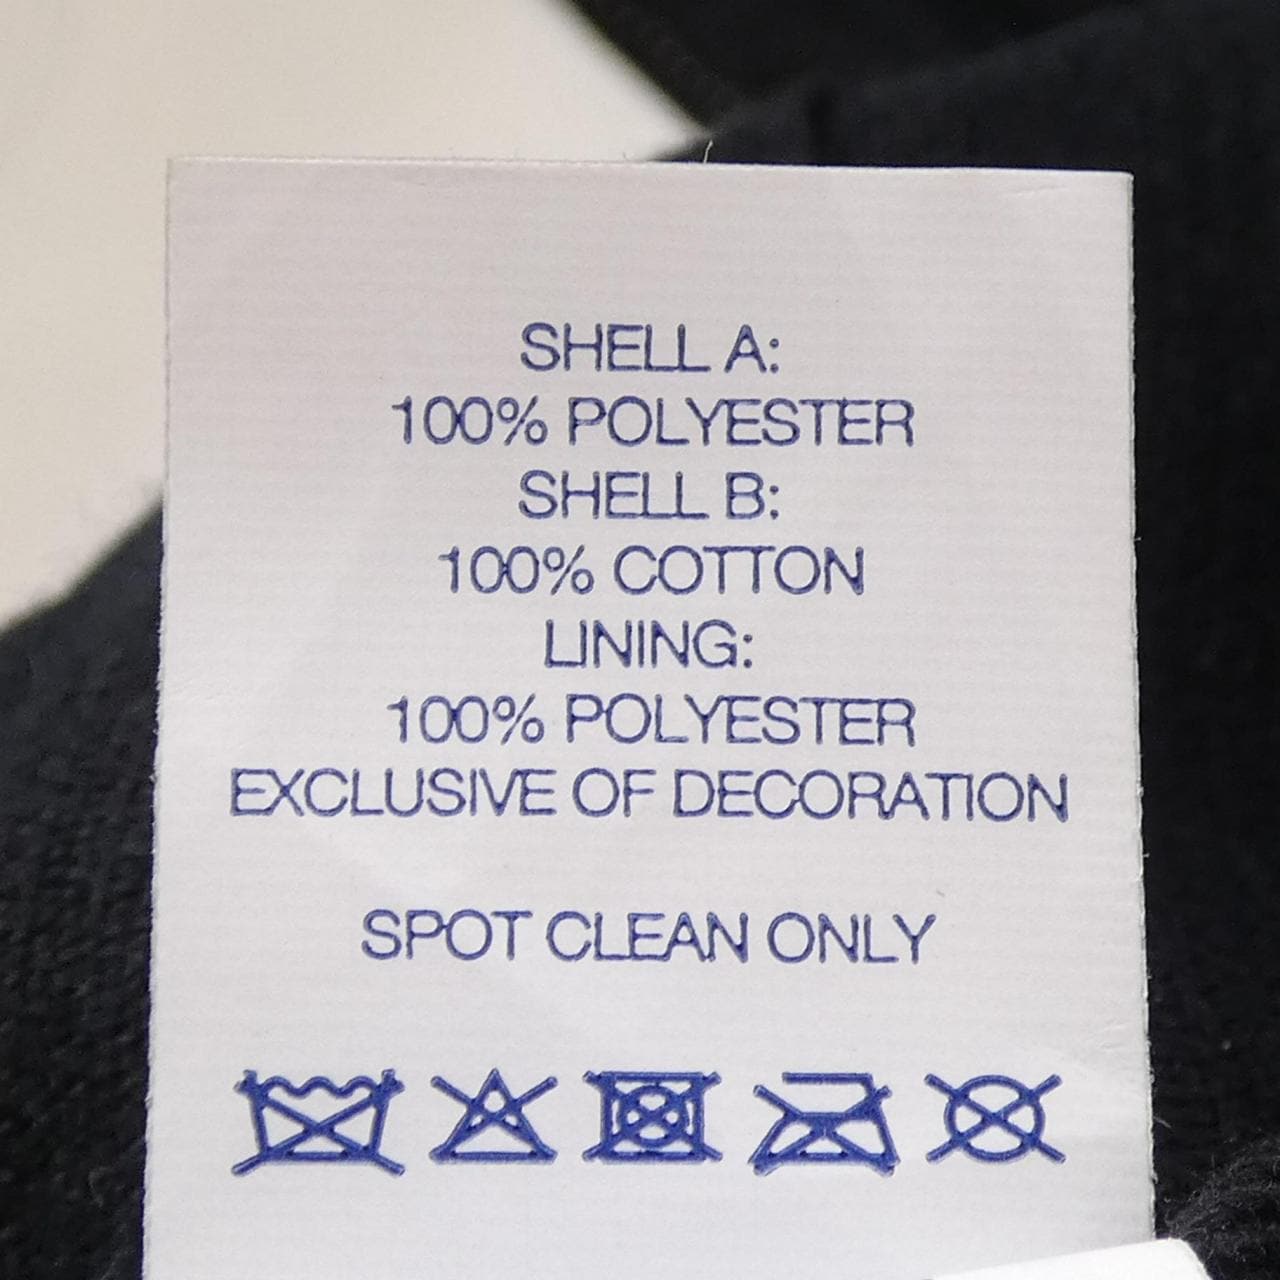 SHELL A:
100% POLYESTER
SHELL B:
100% COTTON
LINING:
100% POLYESTER
EXCLUSIVE OF DECORATION
SPOT CLEAN ONLY